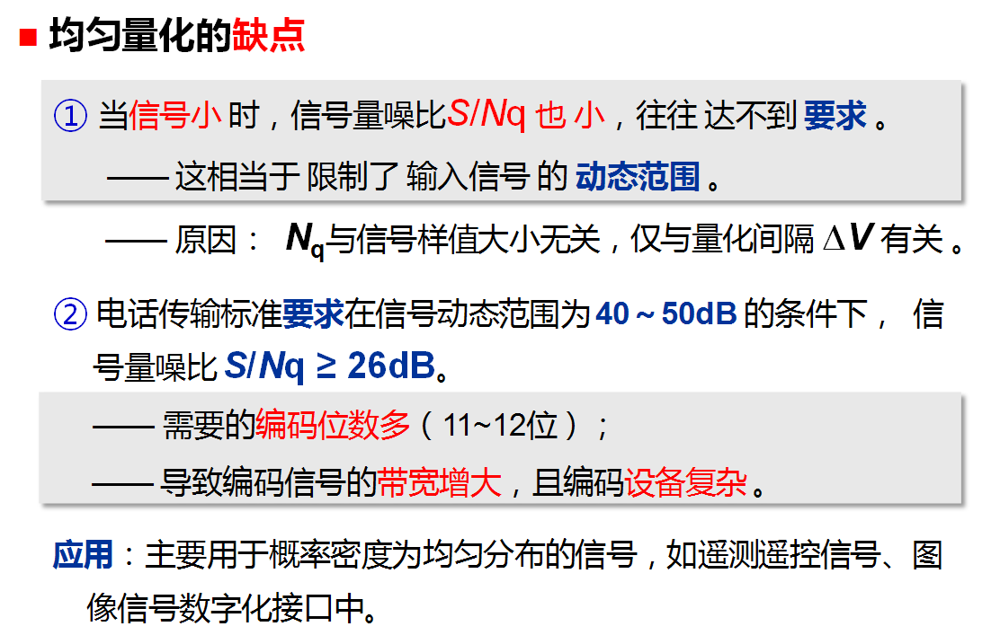 ■ 均匀量化的缺点
① 当信号小 时，信号量噪比S/Nq 也 小，往往 达不到 要求 。
—— 这相当于 限制了 输入信号 的 动态范围 。
—— 原因： Nq与信号样值大小无关，仅与量化间隔 ΔV 有关 。
② 电话传输标准要求在信号动态范围为 40～50dB 的条件下， 信
号量噪比 S/Nq ≥ 26dB。
—— 需要的编码位数多（11~12位）；
—— 导致编码信号的带宽增大，且编码设备复杂 。
应用：主要用于概率密度为均匀分布的信号，如遥测遥控信号、图
像信号数字化接口中。